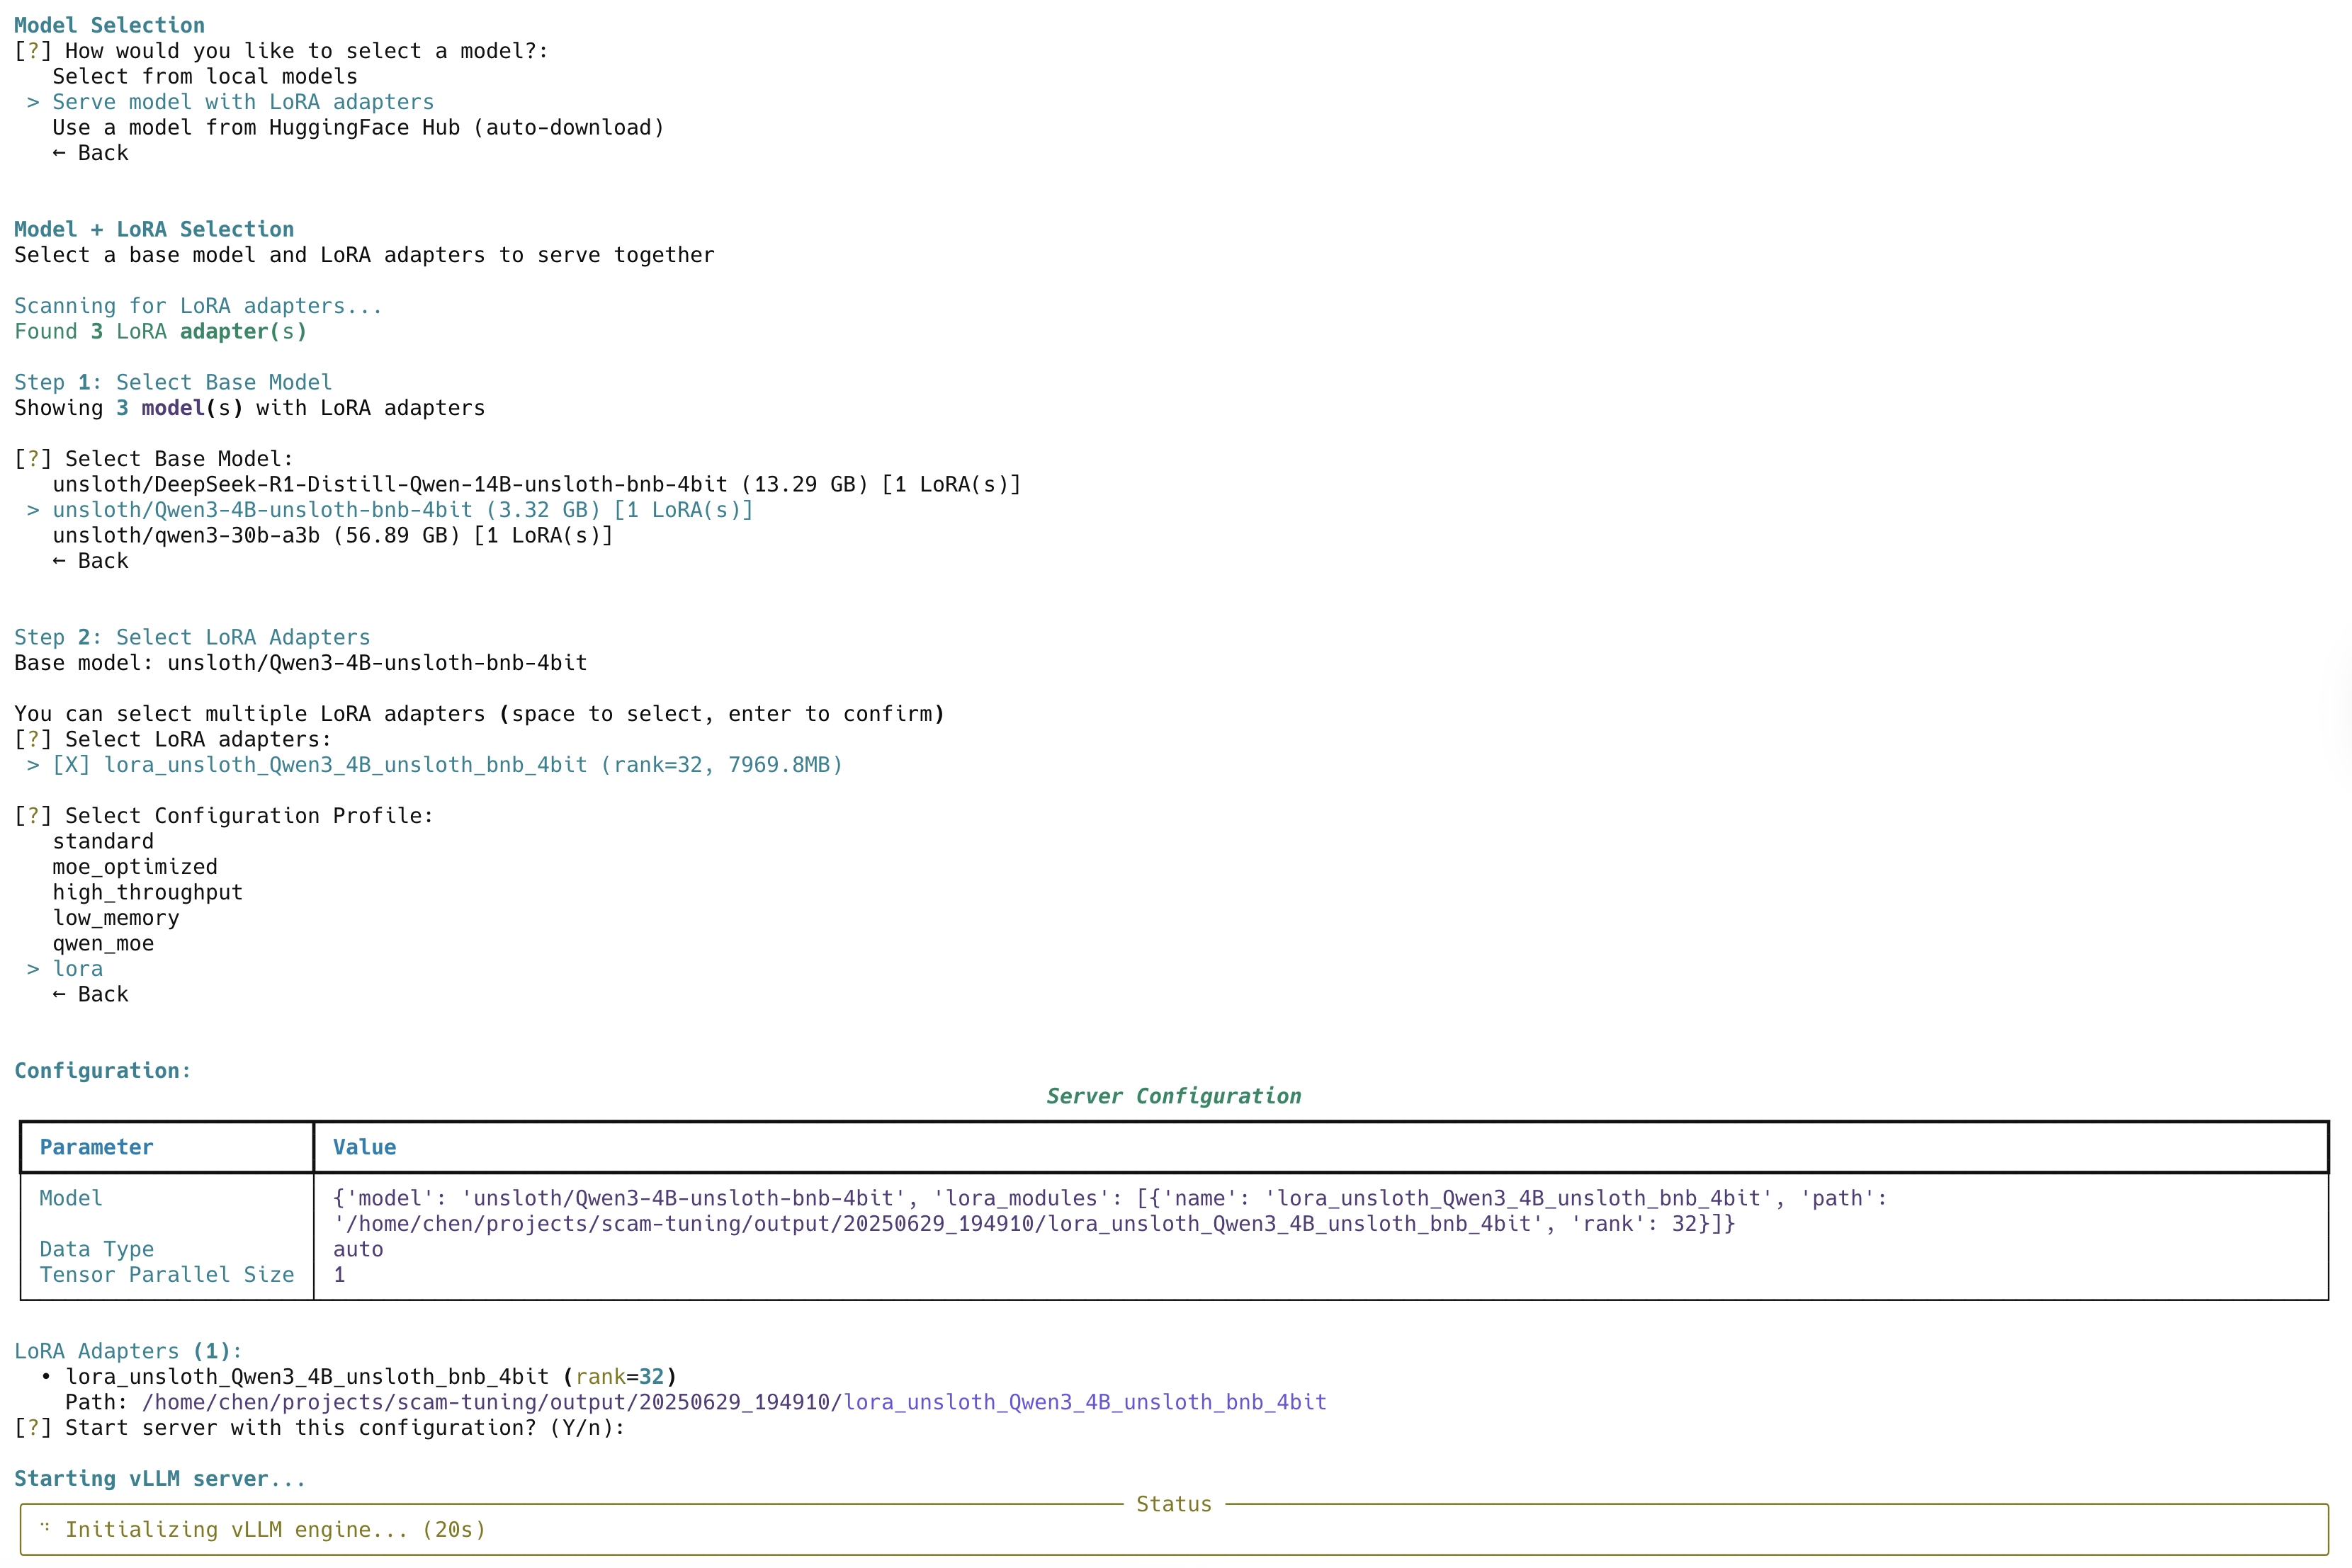 Model Selection
[?] How would you like to select a model?:
   Select from local models
 > Serve model with LoRA adapters
   Use a model from HuggingFace Hub (auto-download)
   ← Back
Model + LoRA Selection
Select a base model and LoRA adapters to serve together
Scanning for LoRA adapters...
Found 3 LoRA adapter(s)
Step 1: Select Base Model
Showing 3 model(s) with LoRA adapters
[?] Select Base Model:
   unsloth/DeepSeek-R1-Distill-Qwen-14B-unsloth-bnb-4bit (13.29 GB) [1 LoRA(s)]
 > unsloth/Qwen3-4B-unsloth-bnb-4bit (3.32 GB) [1 LoRA(s)]
   unsloth/qwen3-30b-a3b (56.89 GB) [1 LoRA(s)]
   ← Back
Step 2: Select LoRA Adapters
Base model: unsloth/Qwen3-4B-unsloth-bnb-4bit
You can select multiple LoRA adapters (space to select, enter to confirm)
[?] Select LoRA adapters:
 > [X] lora_unsloth_Qwen3_4B_unsloth_bnb_4bit (rank=32, 7969.8MB)
[?] Select Configuration Profile:
   standard
   moe_optimized
   high_throughput
   low_memory
   qwen_moe
 > lora
   ← Back
Configuration:
Server Configuration
Parameter Value
Model {'model': 'unsloth/Qwen3-4B-unsloth-bnb-4bit', 'lora_modules': [{'name': 'lora_unsloth_Qwen3_4B_unsloth_bnb_4bit', 'path':
'/home/chen/projects/scam-tuning/output/20250629_194910/lora_unsloth_Qwen3_4B_unsloth_bnb_4bit', 'rank': 32}]}
Data Type auto
Tensor Parallel Size 1
LoRA Adapters (1):
  • lora_unsloth_Qwen3_4B_unsloth_bnb_4bit (rank=32)
    Path: /home/chen/projects/scam-tuning/output/20250629_194910/lora_unsloth_Qwen3_4B_unsloth_bnb_4bit
[?] Start server with this configuration? (Y/n):
Starting vLLM server...
Status
Initializing vLLM engine... (20s)